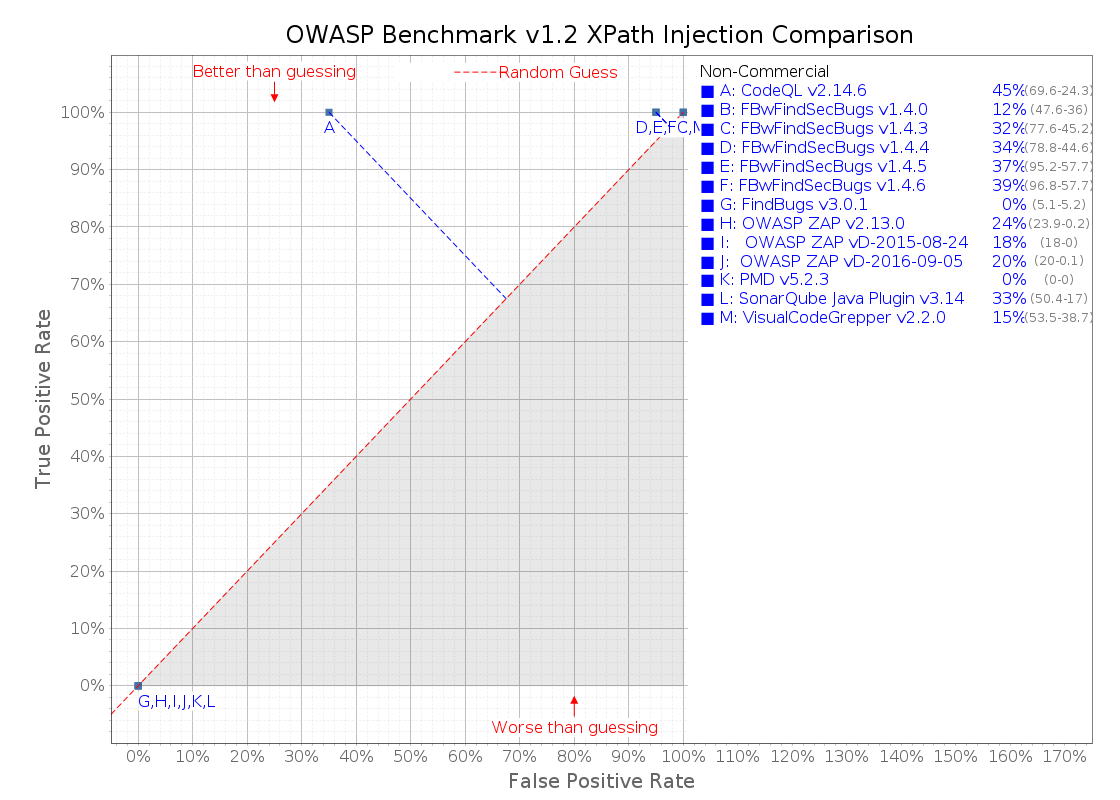 OWASP Benchmark v1.2 XPath Injection Comparison
Better than guessing
Random Guess
Non-Commercial
A: CodeQL v2.14.6 45% (69.6-24.3)
B: FBwFindSecBugs v1.4.0 12% (47.6-36)
C: FBwFindSecBugs v1.4.3 32% (77.6-45.2)
D: FBwFindSecBugs v1.4.4 34% (78.8-44.6)
E: FBwFindSecBugs v1.4.5 37% (95.2-57.7)
F: FBwFindSecBugs v1.4.6 39% (96.8-57.7)
G: FindBugs v3.0.1 0% (5.1-5.2)
H: OWASP ZAP v2.13.0 24% (23.9-0.2)
I: OWASP ZAP vD-2015-08-24 18% (18-0)
J: OWASP ZAP vD-2016-09-05 20% (20-0.1)
K: PMD v5.2.3 0% (0-0)
L: SonarQube Java Plugin v3.14 33% (50.4-17)
M: VisualCodeGrepper v2.2.0 15% (53.5-38.7)
True Positive Rate
100%
90%
80%
70%
60%
50%
40%
30%
20%
10%
0%
A
D,E,F
C,M
G,H,I,J,K,L
Worse than guessing
0% 10% 20% 30% 40% 50% 60% 70% 80% 90% 100% 110% 120% 130% 140% 150% 160% 170%
False Positive Rate